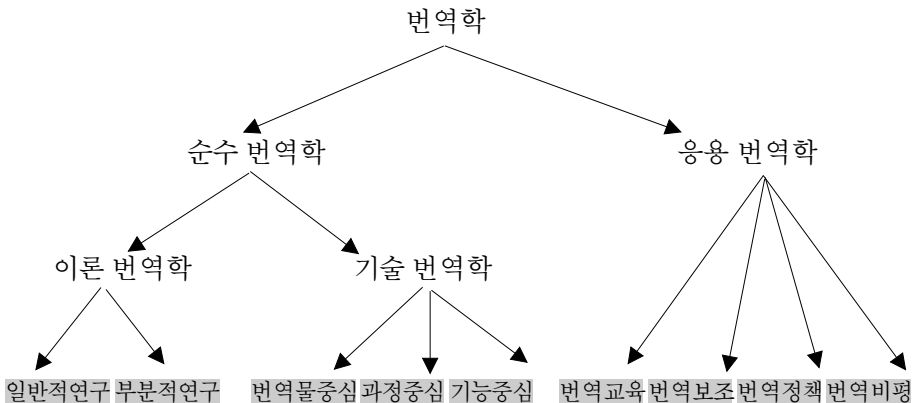 번역학
순수 번역학 응용 번역학
이론 번역학 기술 번역학
일반적연구 부분적연구 번역물중심 과정중심 기능중심 번역교육 번역보조 번역정책 번역비평